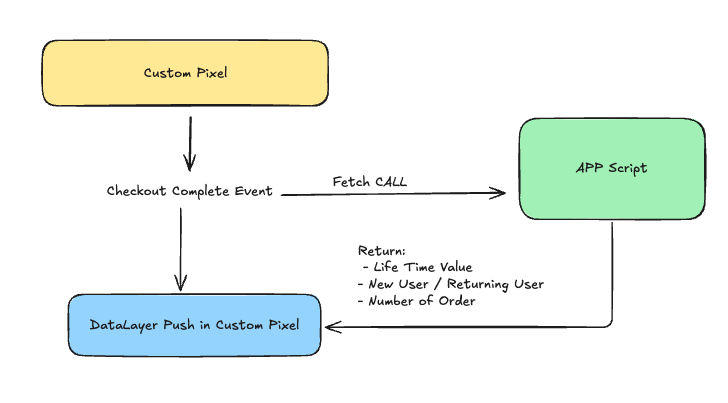 Custom Pixel
APP Script
Fetch CALL
Checkout Complete Event
Return:
- Life Time Value
- New User / Returning User
- Number of Order
DataLayer Push in Custom Pixel